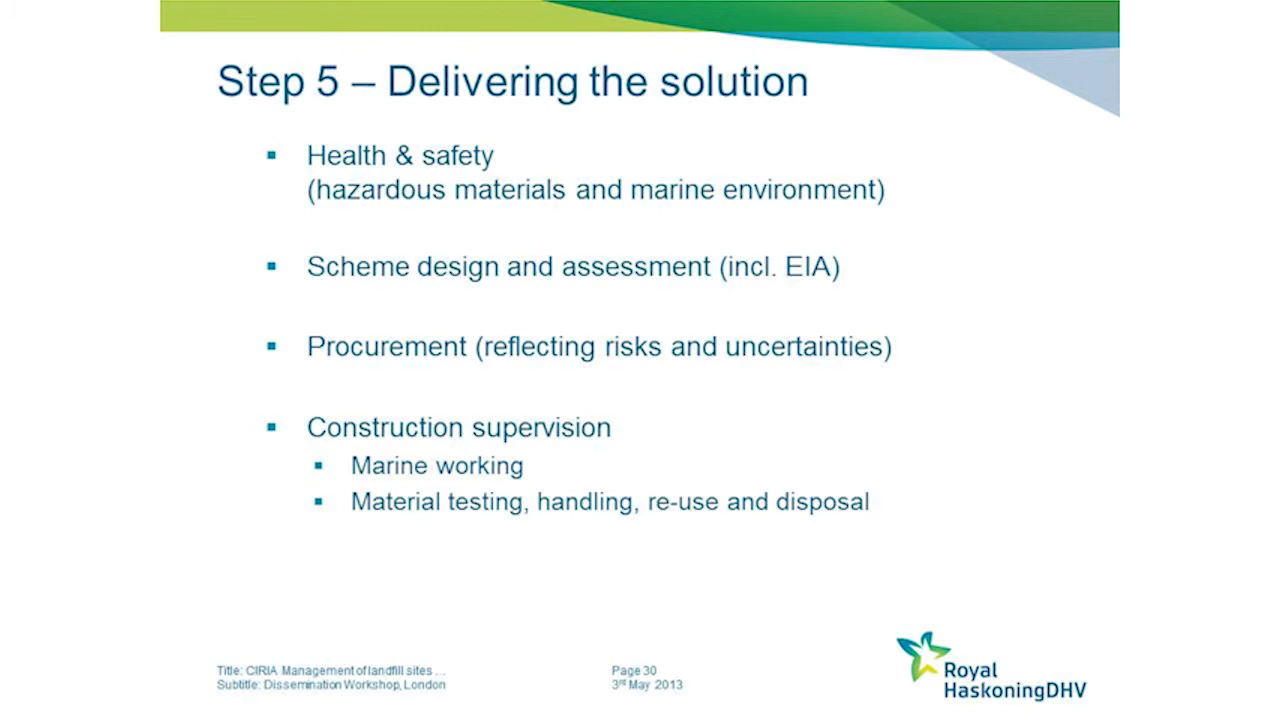 Step 5 – Delivering the solution
▪ Health & safety
(hazardous materials and marine environment)
▪ Scheme design and assessment (incl. EIA)
▪ Procurement (reflecting risks and uncertainties)
▪ Construction supervision
▪ Marine working
▪ Material testing, handling, re-use and disposal
Title: CIRIA Management of landfill sites ...
Subtitle: Dissemination Workshop, London
Page 30
3rd May 2013
Royal
HaskoningDHV